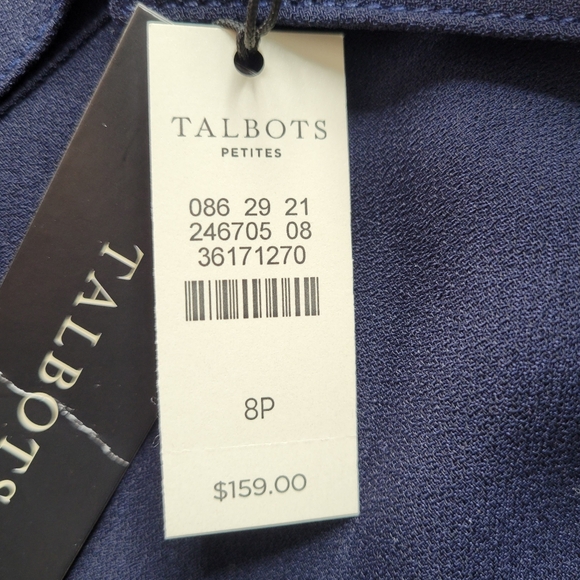 TALBOTS
PETITES
086 29 21
246705 08
36171270
8P
$159.00
TALBOTS